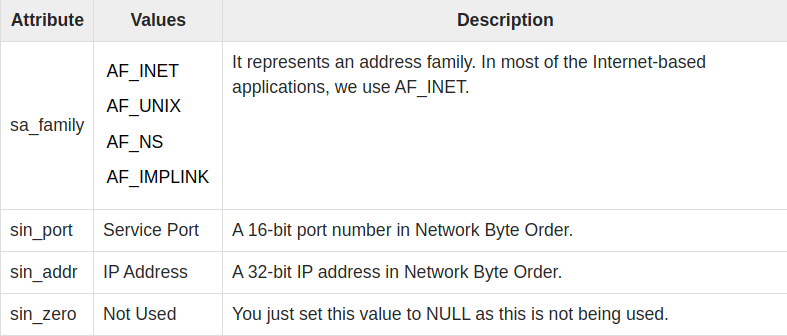 Attribute Values Description
sa_family
AF_INET
AF_UNIX
AF_NS
AF_IMPLINK
It represents an address family. In most of the Internet-based
applications, we use AF_INET.
sin_port Service Port A 16-bit port number in Network Byte Order.
sin_addr IP Address A 32-bit IP address in Network Byte Order.
sin_zero Not Used You just set this value to NULL as this is not being used.